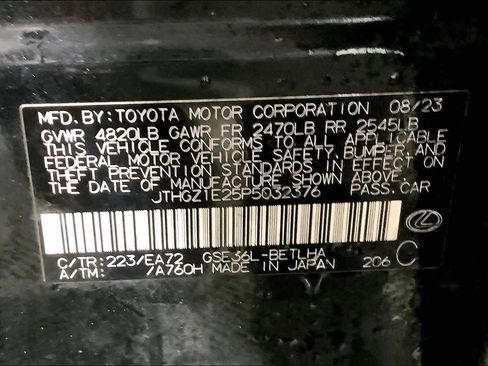 MFD. BY: TOYOTA MOTOR CORPORATION 08/23
GVWR 4820LB GAWR FR 2470LB RR 2545LB
THIS VEHICLE CONFORMS TO ALL APPLICABLE
FEDERAL MOTOR VEHICLE SAFETY, BUMPER, AND
THEFT PREVENTION STANDARDS IN EFFECT ON
THE DATE OF MANUFACTURE SHOWN ABOVE.
JTHGZ1E25P5032376 PASS. CAR
C/TR: 223/EA72 GSE36L-BETLHA
A/TM: /A760H MADE IN JAPAN 206 C